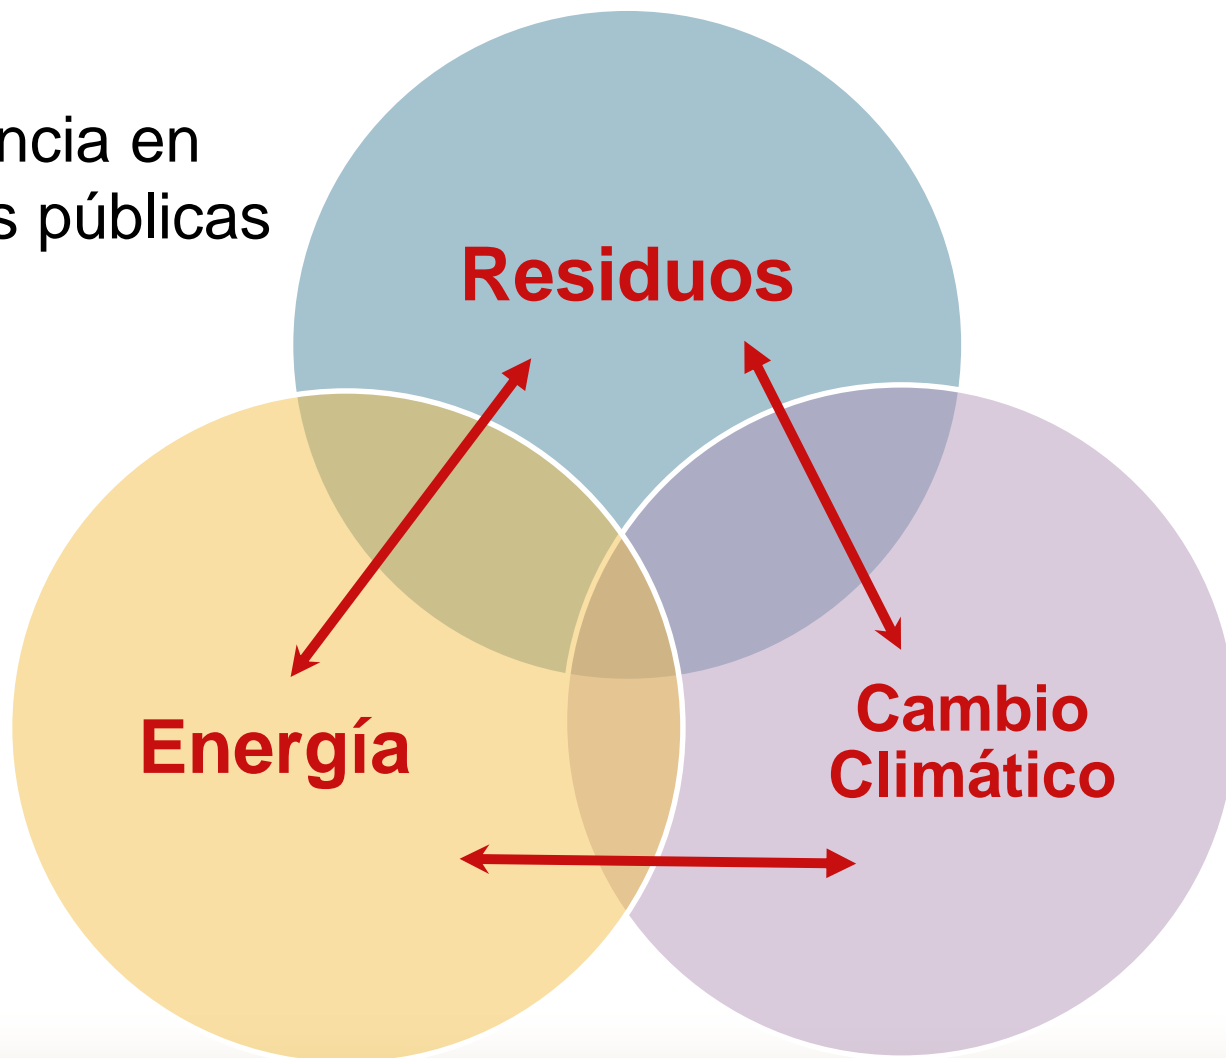 ncia en
s públicas
Residuos
Energía
Cambio
Climático